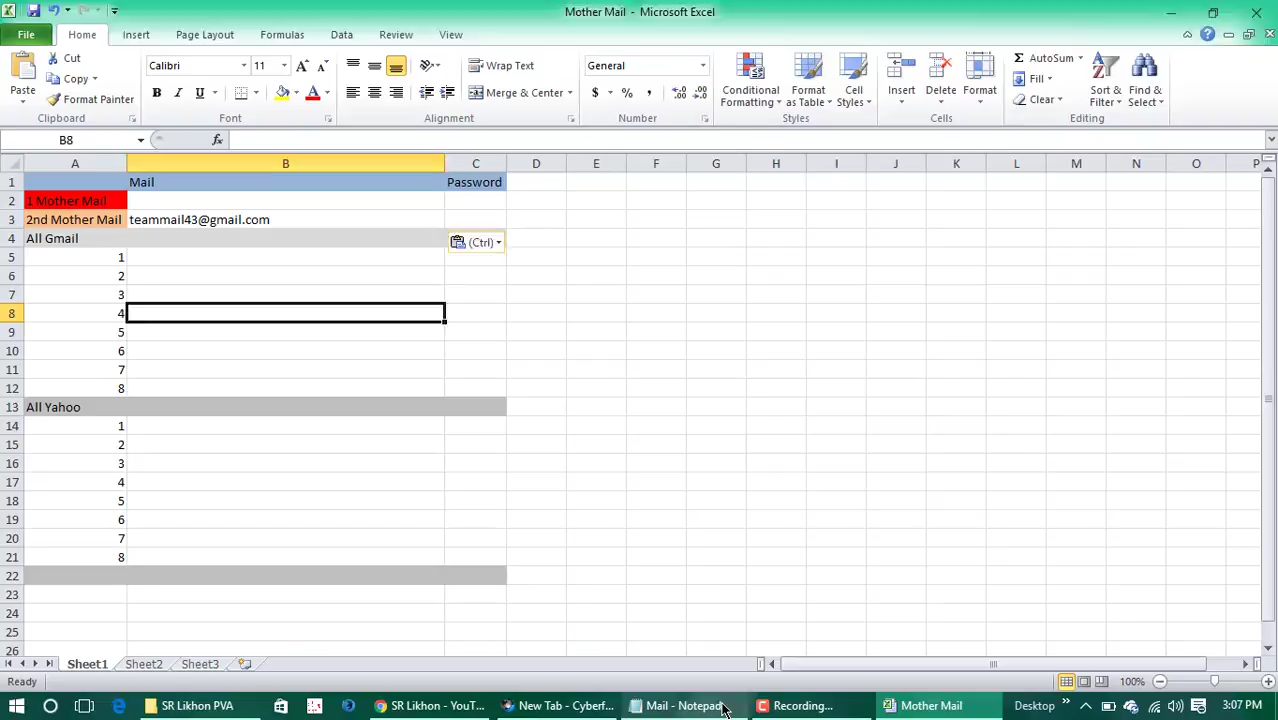 Mother Mail - Microsoft Excel
File Home Insert Page Layout Formulas Data Review View
Paste Cut Copy Format Painter Clipboard
Calibri 11 A A B I U A Font
Wrap Text Merge & Center Alignment
General $ % , .0 .00 .00 .0 Number
Conditional Formatting Format as Table Cell Styles Styles
Insert Delete Format Cells
Σ AutoSum Fill Clear Sort & Filter Find & Select Editing
B8 fx
A B C D E F G H I J K L M N O P
1 Mail Password
2 1 Mother Mail
3 2nd Mother Mail teammail43@gmail.com
4 All Gmail (Ctrl)
5 1
6 2
7 3
8 4
9 5
10 6
11 7
12 8
13 All Yahoo
14 1
15 2
16 3
17 4
18 5
19 6
20 7
21 8
22
23
24
25
26
Sheet1 Sheet2 Sheet3
Ready 100%
SR Likhon PVA SR Likhon - YouT... New Tab - Cyberf... Mail - Notepad Recording... Mother Mail Desktop 3:07 PM